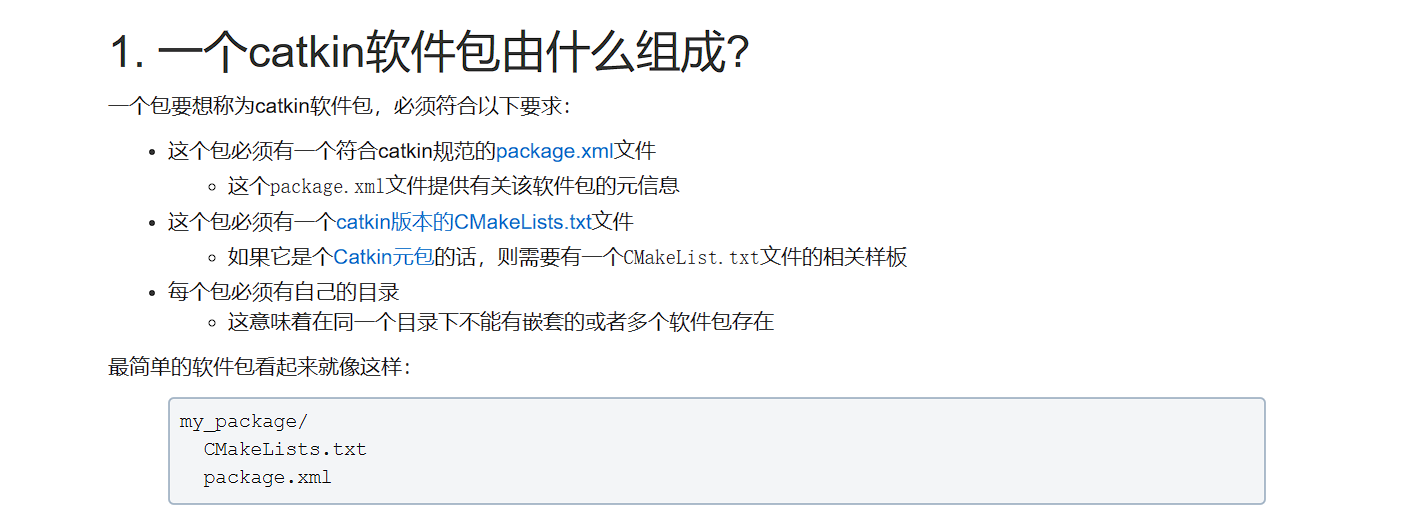 1. 一个catkin软件包由什么组成?
一个包要想称为catkin软件包，必须符合以下要求：
• 这个包必须有一个符合catkin规范的package.xml文件
◦ 这个package.xml文件提供有关该软件包的元信息
• 这个包必须有一个catkin版本的CMakeLists.txt文件
◦ 如果它是个Catkin元包的话，则需要有一个CMakeList.txt文件的相关样板
• 每个包必须有自己的目录
◦ 这意味着在同一个目录下不能有嵌套的或者多个软件包存在
最简单的软件包看起来就像这样：
my_package/
CMakeLists.txt
package.xml